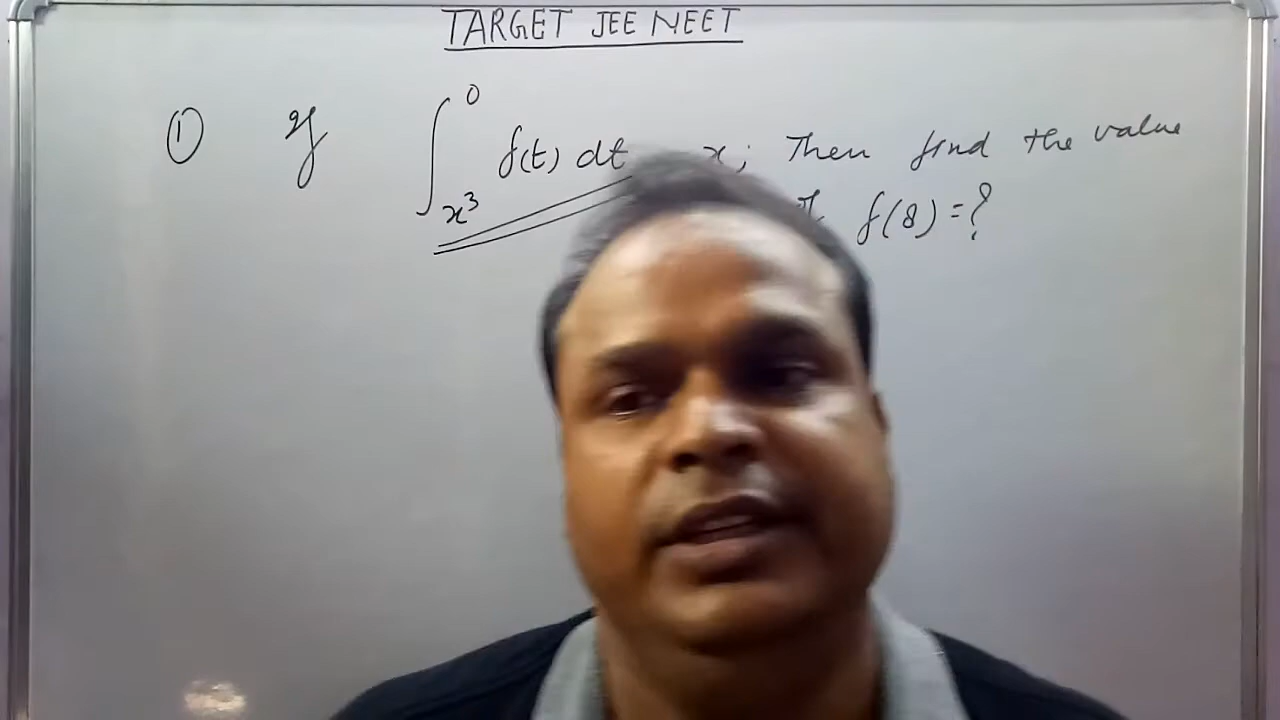 TARGET JEE NEET
① If ∫_{x³}^{0} f(t) dt x; Then find the value
f(8) = ?